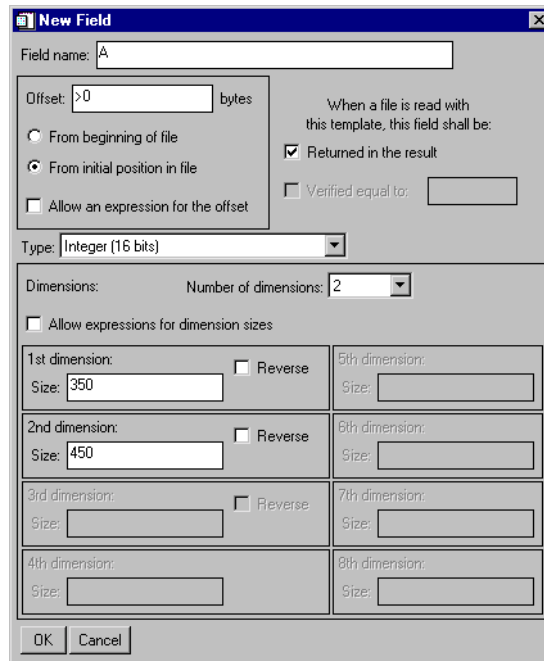 New Field
Field name: A
Offset: >0 bytes
From beginning of file
From initial position in file
Allow an expression for the offset
When a file is read with
this template, this field shall be:
Returned in the result
Verified equal to:
Type: Integer (16 bits)
Dimensions: Number of dimensions: 2
Allow expressions for dimension sizes
1st dimension:
Size: 350
Reverse
5th dimension:
Size:
2nd dimension:
Size: 450
Reverse
6th dimension:
Size:
3rd dimension:
Size:
Reverse
7th dimension:
Size:
4th dimension:
Size:
8th dimension:
Size:
OK Cancel